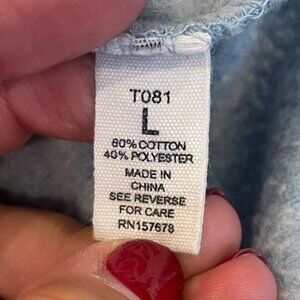 T081
L
60% COTTON
40% POLYESTER
MADE IN
CHINA
SEE REVERSE
FOR CARE
RN157678